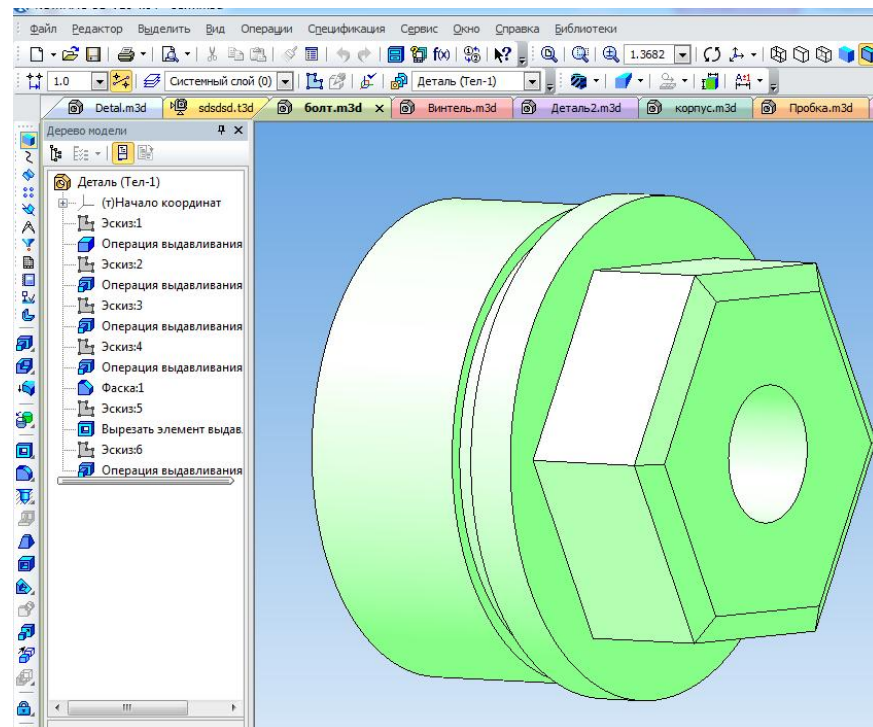 Файл Редактор Выделить Вид Операции Спецификация Сервис Окно Справка Библиотеки
f(x) 1.3682
1.0 Системный слой (0) Деталь (Тел-1)
Detal.m3d sdsdsd.t3d болт.m3d Винтель.m3d Деталь2.m3d корпус.m3d Пробка.m3d
Дерево модели
Деталь (Тел-1)
(т)Начало координат
Эскиз:1
Операция выдавливания
Эскиз:2
Операция выдавливания
Эскиз:3
Операция выдавливания
Эскиз:4
Операция выдавливания
Фаска:1
Эскиз:5
Вырезать элемент выдав
Эскиз:6
Операция выдавливания